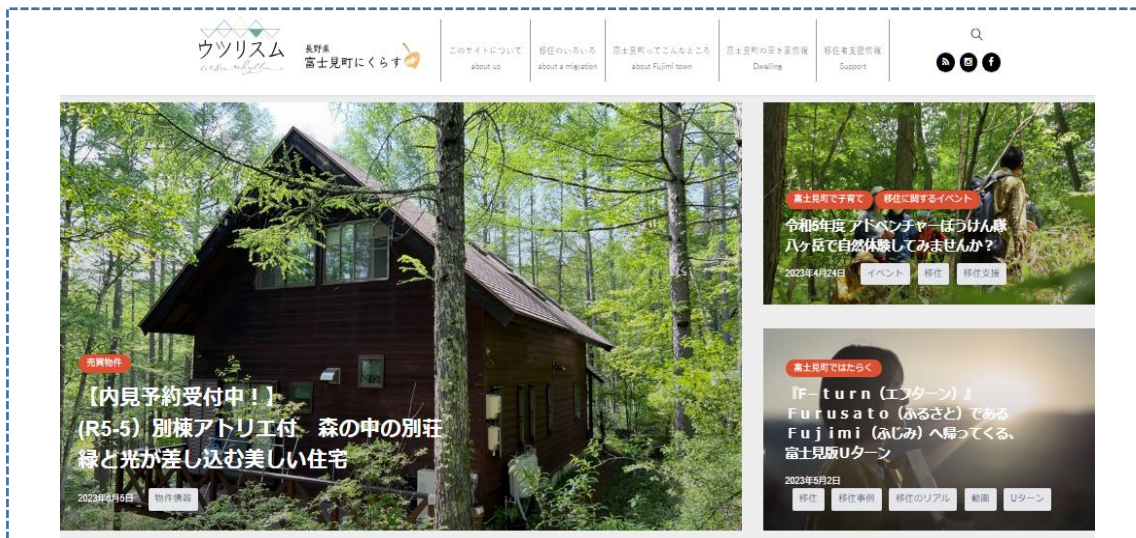 ウツリスム
長野県
富士見町にくらす
このサイトについて
about us
移住のいろいろ
about a migration
富士見町ってこんなところ
about Fujimi town
富士見町の空き家情報
Dwelling
移住者支援情報
Support
売買物件
【内見予約受付中！】
(R5-5）別棟アトリエ付　森の中の別荘
緑と光が差し込む美しい住宅
2023年6月5日 物件情報
富士見町で子育て 移住に関するイベント
令和5年度 アドベンチャーぼうけん隊
八ヶ岳で自然体験してみませんか？
2023年4月24日 イベント 移住 移住支援
富士見町ではたらく
『Ｆ−ｔｕｒｎ（エフターン）』
Ｆｕｒｕｓａｔｏ（ふるさと）である
Ｆｕｊｉｍｉ（ふじみ）へ帰ってくる、
富士見版Uターン
2023年5月2日
移住 移住事例 移住のリアル 動画 Uターン